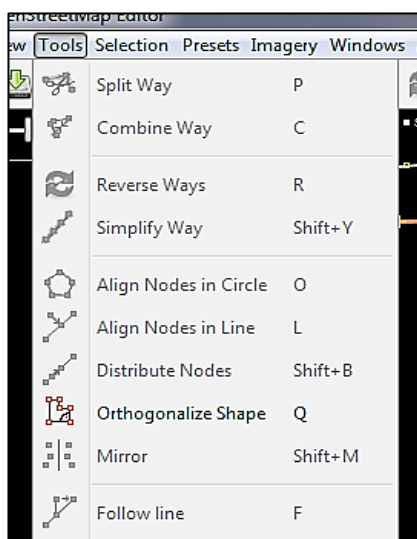 enStreetMap Editor
ew Tools Selection Presets Imagery Windows
Split Way P
Combine Way C
Reverse Ways R
Simplify Way Shift+Y
Align Nodes in Circle O
Align Nodes in Line L
Distribute Nodes Shift+B
Orthogonalize Shape Q
Mirror Shift+M
Follow line F